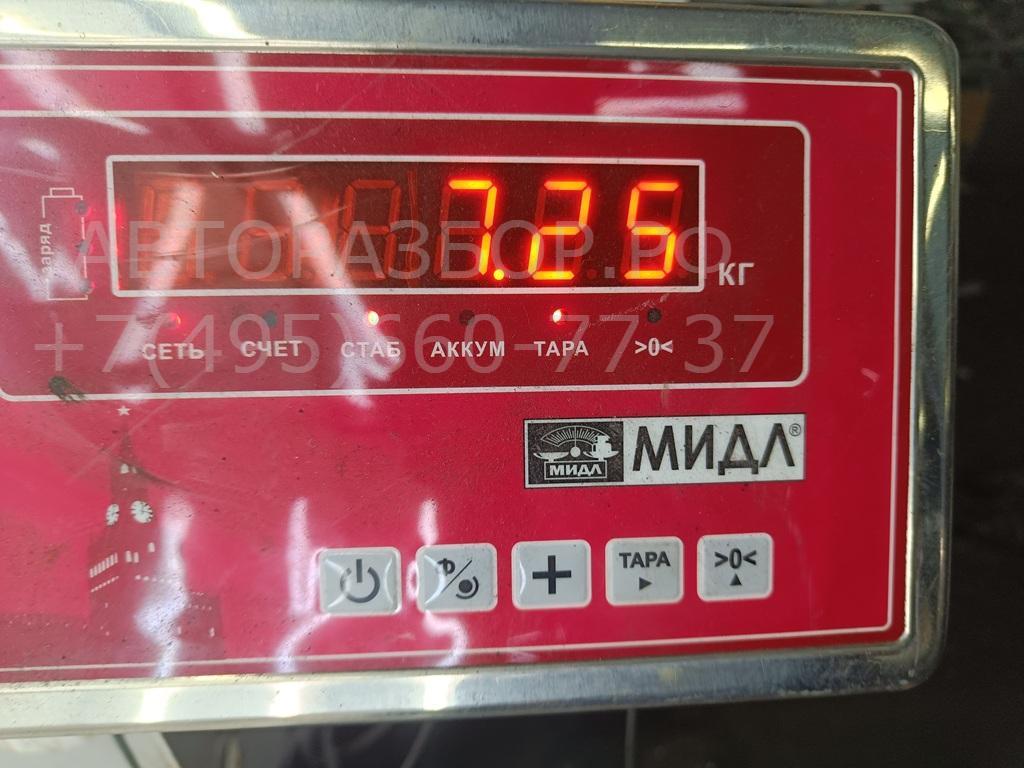 7.25
заряд
АВТОРАЗБОР.РФ
КГ
+7(495)660-77-37
СЕТЬ СЧЕТ СТАБ АККУМ ТАРА >0<
МИДЛ МИДЛ®
Ф ТАРА >0<